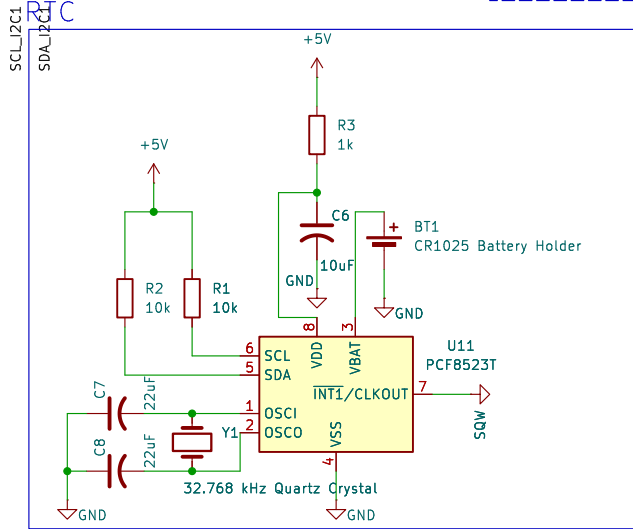 RTC
SCL_I2C1
SDA_I2C1
+5V
R3
1k
+5V
C6
10uF
GND
+
BT1
CR1025 Battery Holder
GND
R2
10k
R1
10k
8
3
U11
PCF8523T
VDD
VBAT
6
SCL
5
SDA
INT1/CLKOUT
7
SQW
C7
22uF
1
OSCI
2
OSCO
Y1
C8
22uF
VSS
4
32.768 kHz Quartz Crystal
GND
GND